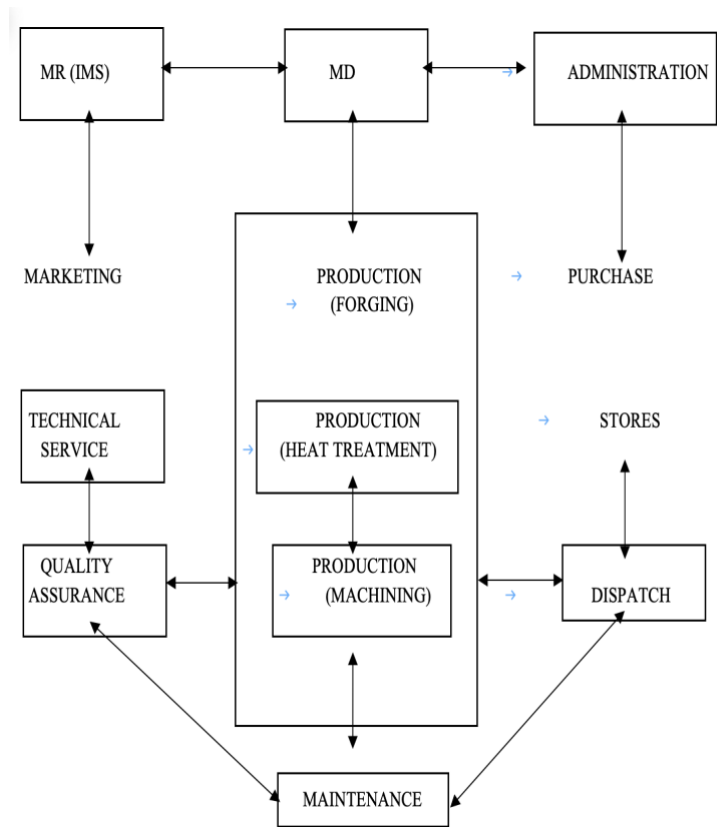 MR (IMS)
MD
ADMINISTRATION
MARKETING
PRODUCTION
(FORGING)
PURCHASE
TECHNICAL
SERVICE
PRODUCTION
(HEAT TREATMENT)
STORES
QUALITY
ASSURANCE
PRODUCTION
(MACHINING)
DISPATCH
MAINTENANCE